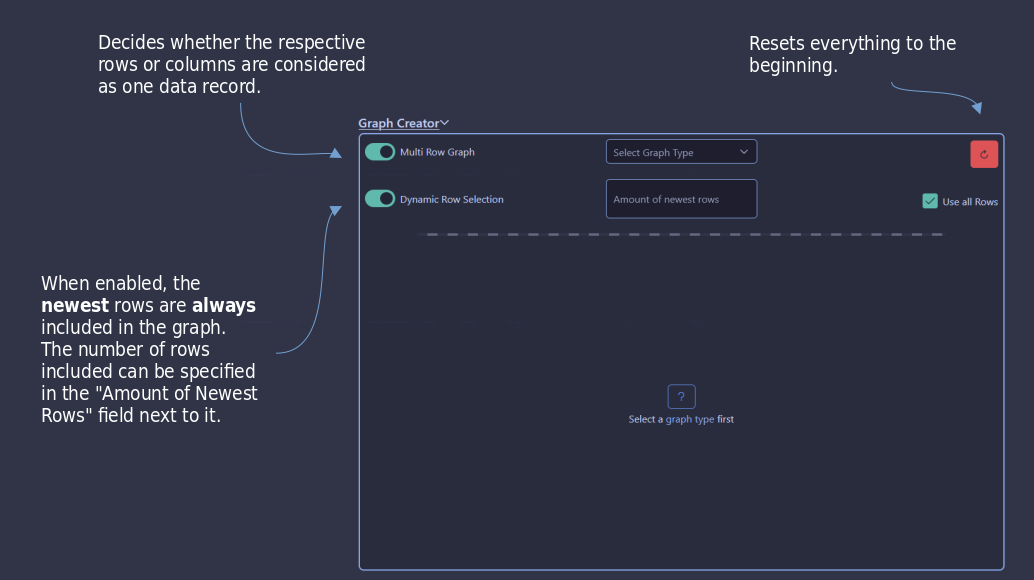 Decides whether the respective
rows or columns are considered
as one data record.
Resets everything to the
beginning.
Graph Creator
Multi Row Graph
Select Graph Type
Dynamic Row Selection
Amount of newest rows
Use all Rows
When enabled, the
newest rows are always
included in the graph.
The number of rows
included can be specified
in the "Amount of Newest
Rows" field next to it.
?
Select a graph type first